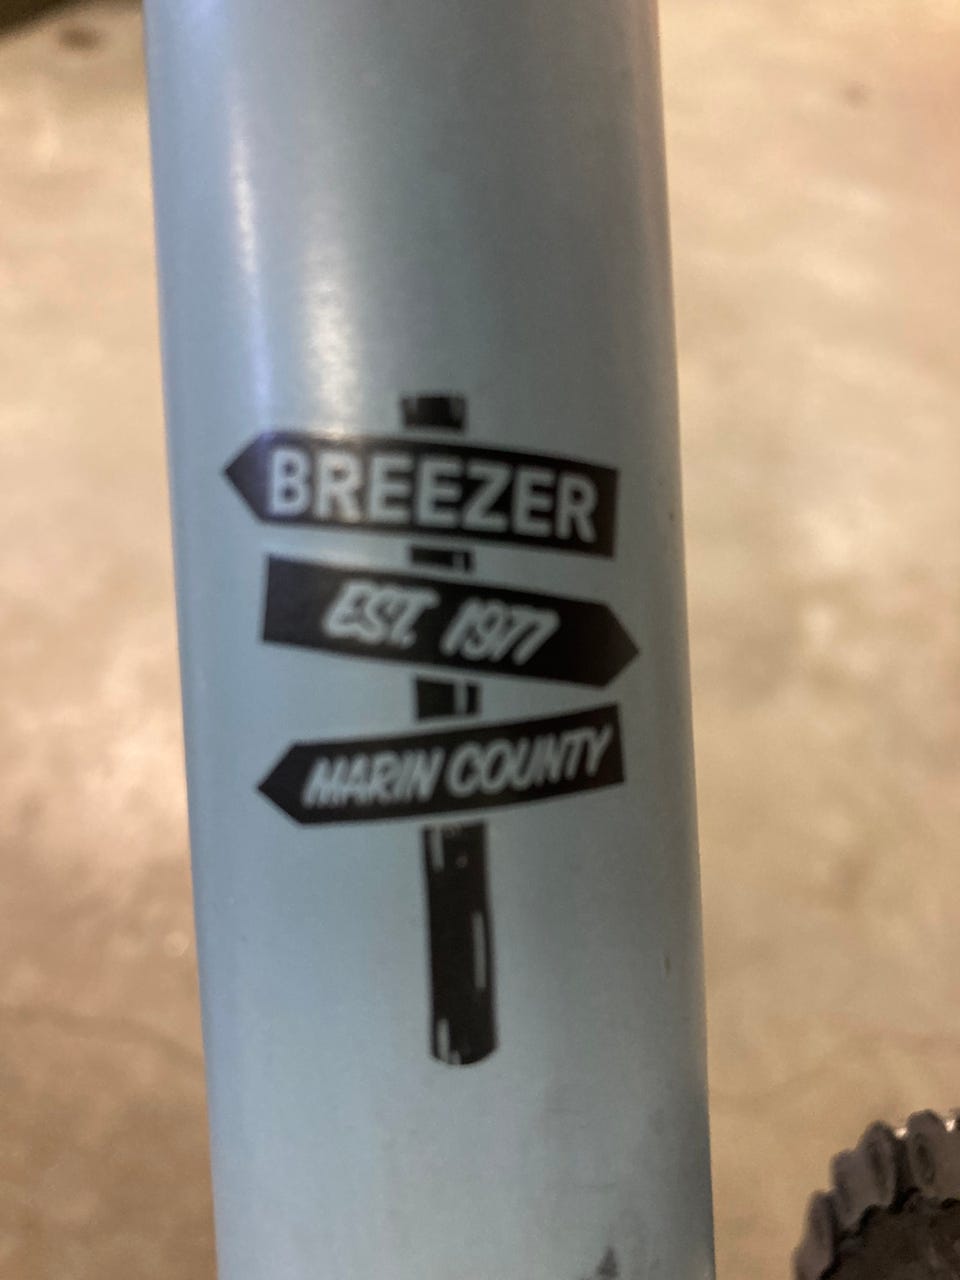 BREEZER
EST. 1977
MARIN COUNTY